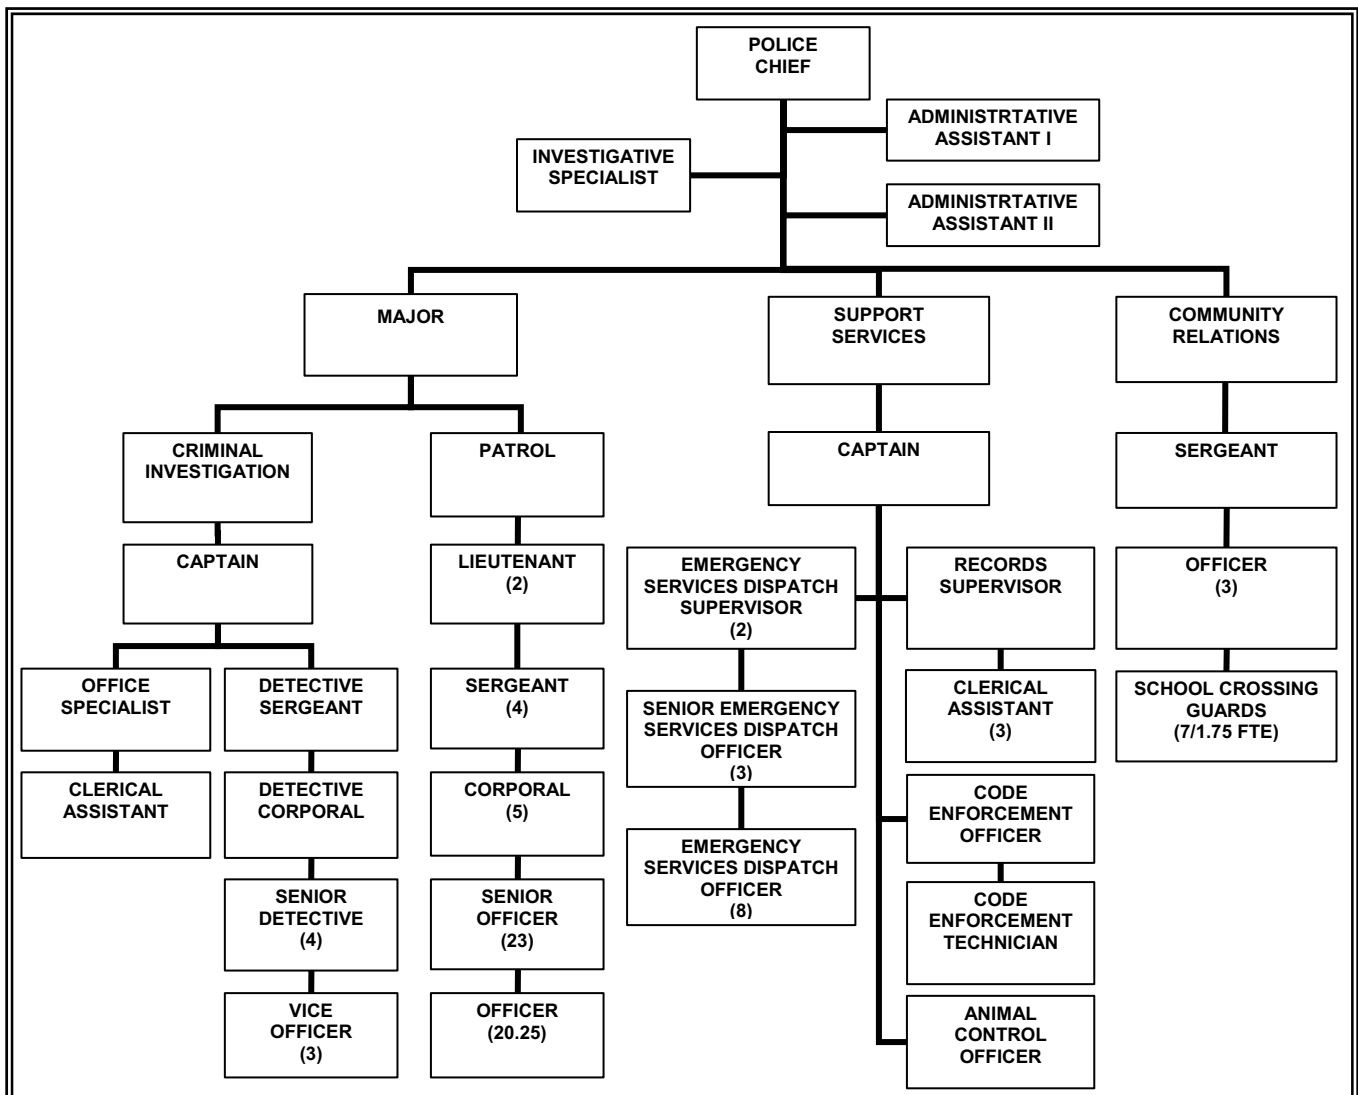 POLICE
CHIEF
ADMINISTRTATIVE
ASSISTANT I
INVESTIGATIVE
SPECIALIST
ADMINISTRTATIVE
ASSISTANT II
MAJOR
SUPPORT
SERVICES
COMMUNITY
RELATIONS
CRIMINAL
INVESTIGATION
PATROL
CAPTAIN
SERGEANT
CAPTAIN
LIEUTENANT
(2)
EMERGENCY
SERVICES DISPATCH
SUPERVISOR
(2)
RECORDS
SUPERVISOR
OFFICER
(3)
OFFICE
SPECIALIST
DETECTIVE
SERGEANT
SERGEANT
(4)
SENIOR EMERGENCY
SERVICES DISPATCH
OFFICER
(3)
CLERICAL
ASSISTANT
(3)
SCHOOL CROSSING
GUARDS
(7/1.75 FTE)
CLERICAL
ASSISTANT
DETECTIVE
CORPORAL
CORPORAL
(5)
EMERGENCY
SERVICES DISPATCH
OFFICER
(8)
CODE
ENFORCEMENT
OFFICER
SENIOR
DETECTIVE
(4)
SENIOR
OFFICER
(23)
CODE
ENFORCEMENT
TECHNICIAN
VICE
OFFICER
(3)
OFFICER
(20.25)
ANIMAL
CONTROL
OFFICER